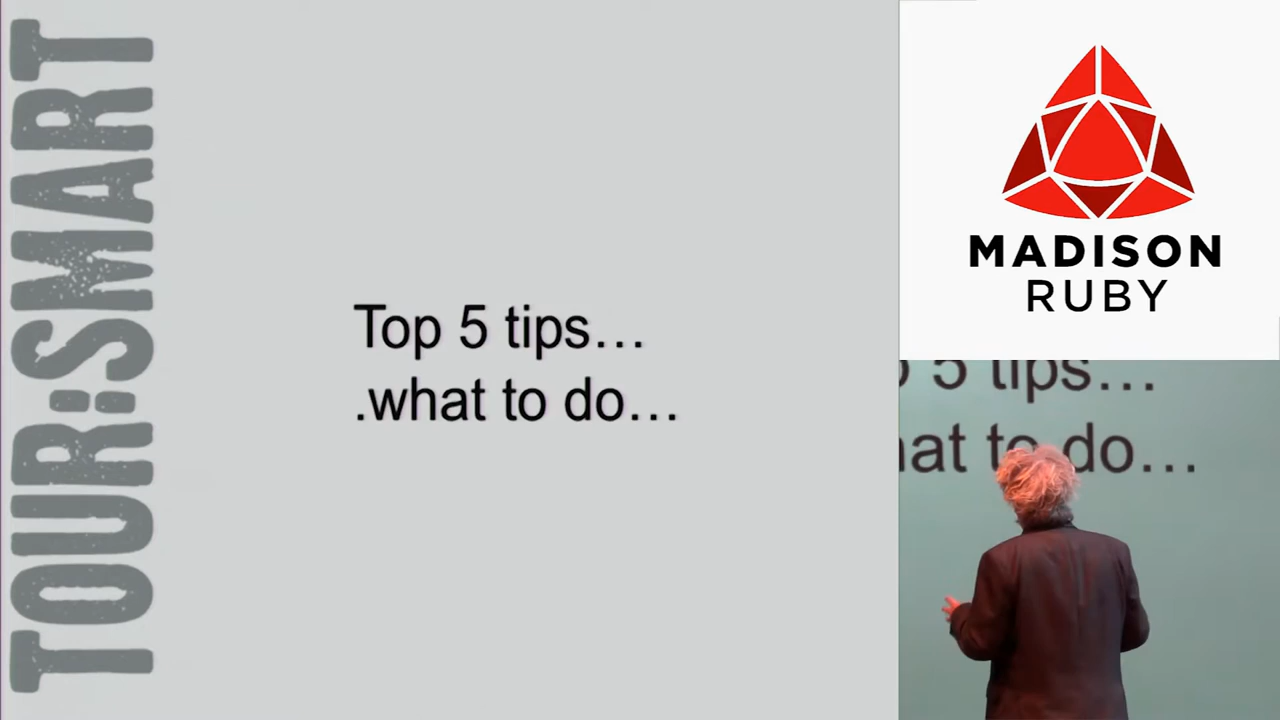 TOUR:SMART
Top 5 tips…
.what to do…
MADISON
RUBY
5 tips…
at to do…